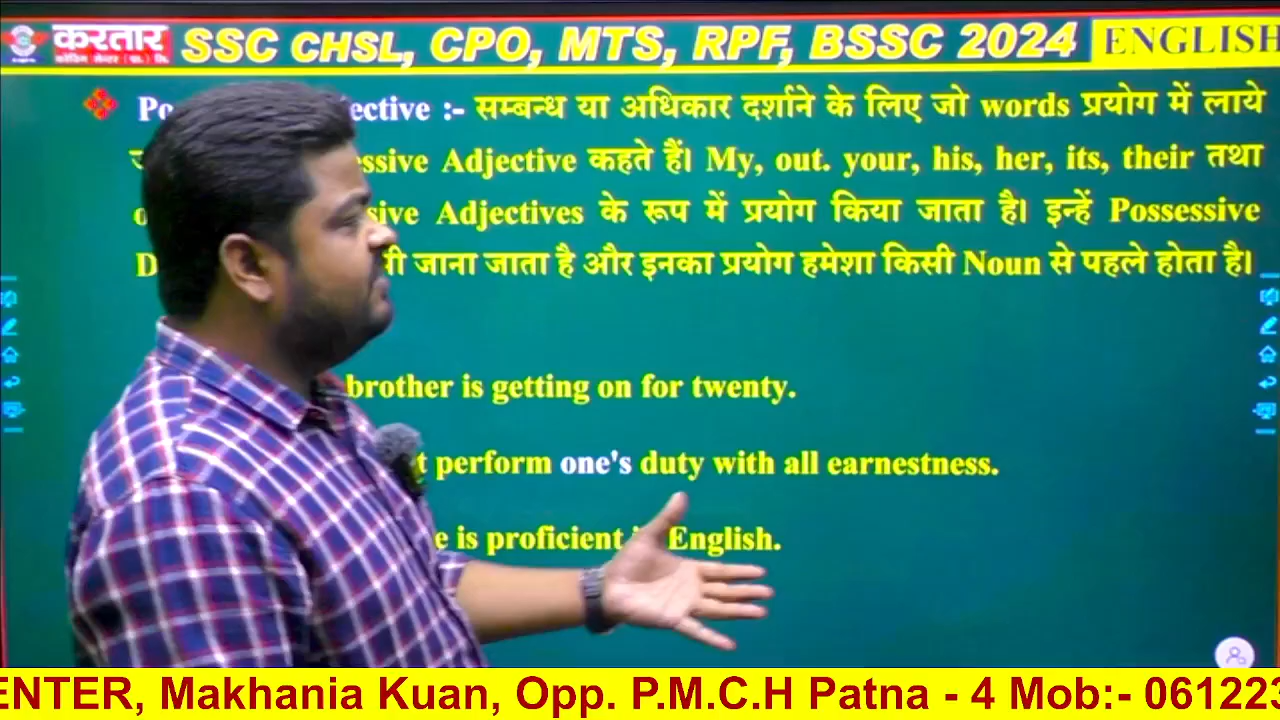 करतार SSC CHSL, CPO, MTS, RPF, BSSC 2024 ENGLISH
ective :- सम्बन्ध या अधिकार दर्शाने के लिए जो words प्रयोग में लाये
ssive Adjective कहते हैं। My, out. your, his, her, its, their तथा
sive Adjectives के रूप में प्रयोग किया जाता है। इन्हें Possessive
जाना जाता है और इनका प्रयोग हमेशा किसी Noun से पहले होता है।
brother is getting on for twenty.
t perform one's duty with all earnestness.
e is proficient English.
ENTER, Makhania Kuan, Opp. P.M.C.H Patna - 4 Mob:- 061223